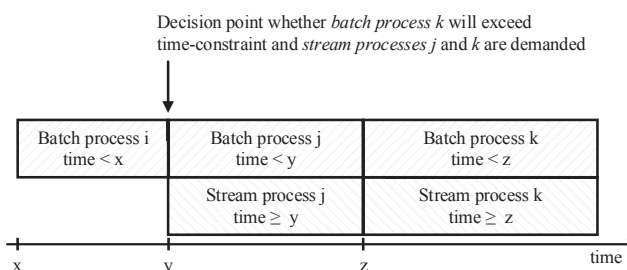 Decision point whether batch process k will exceed
time-constraint and stream processes j and k are demanded
Batch process i
time < x
Batch process j
time < y
Batch process k
time < z
Stream process j
time ≥ y
Stream process k
time ≥ z
x
y
z
time